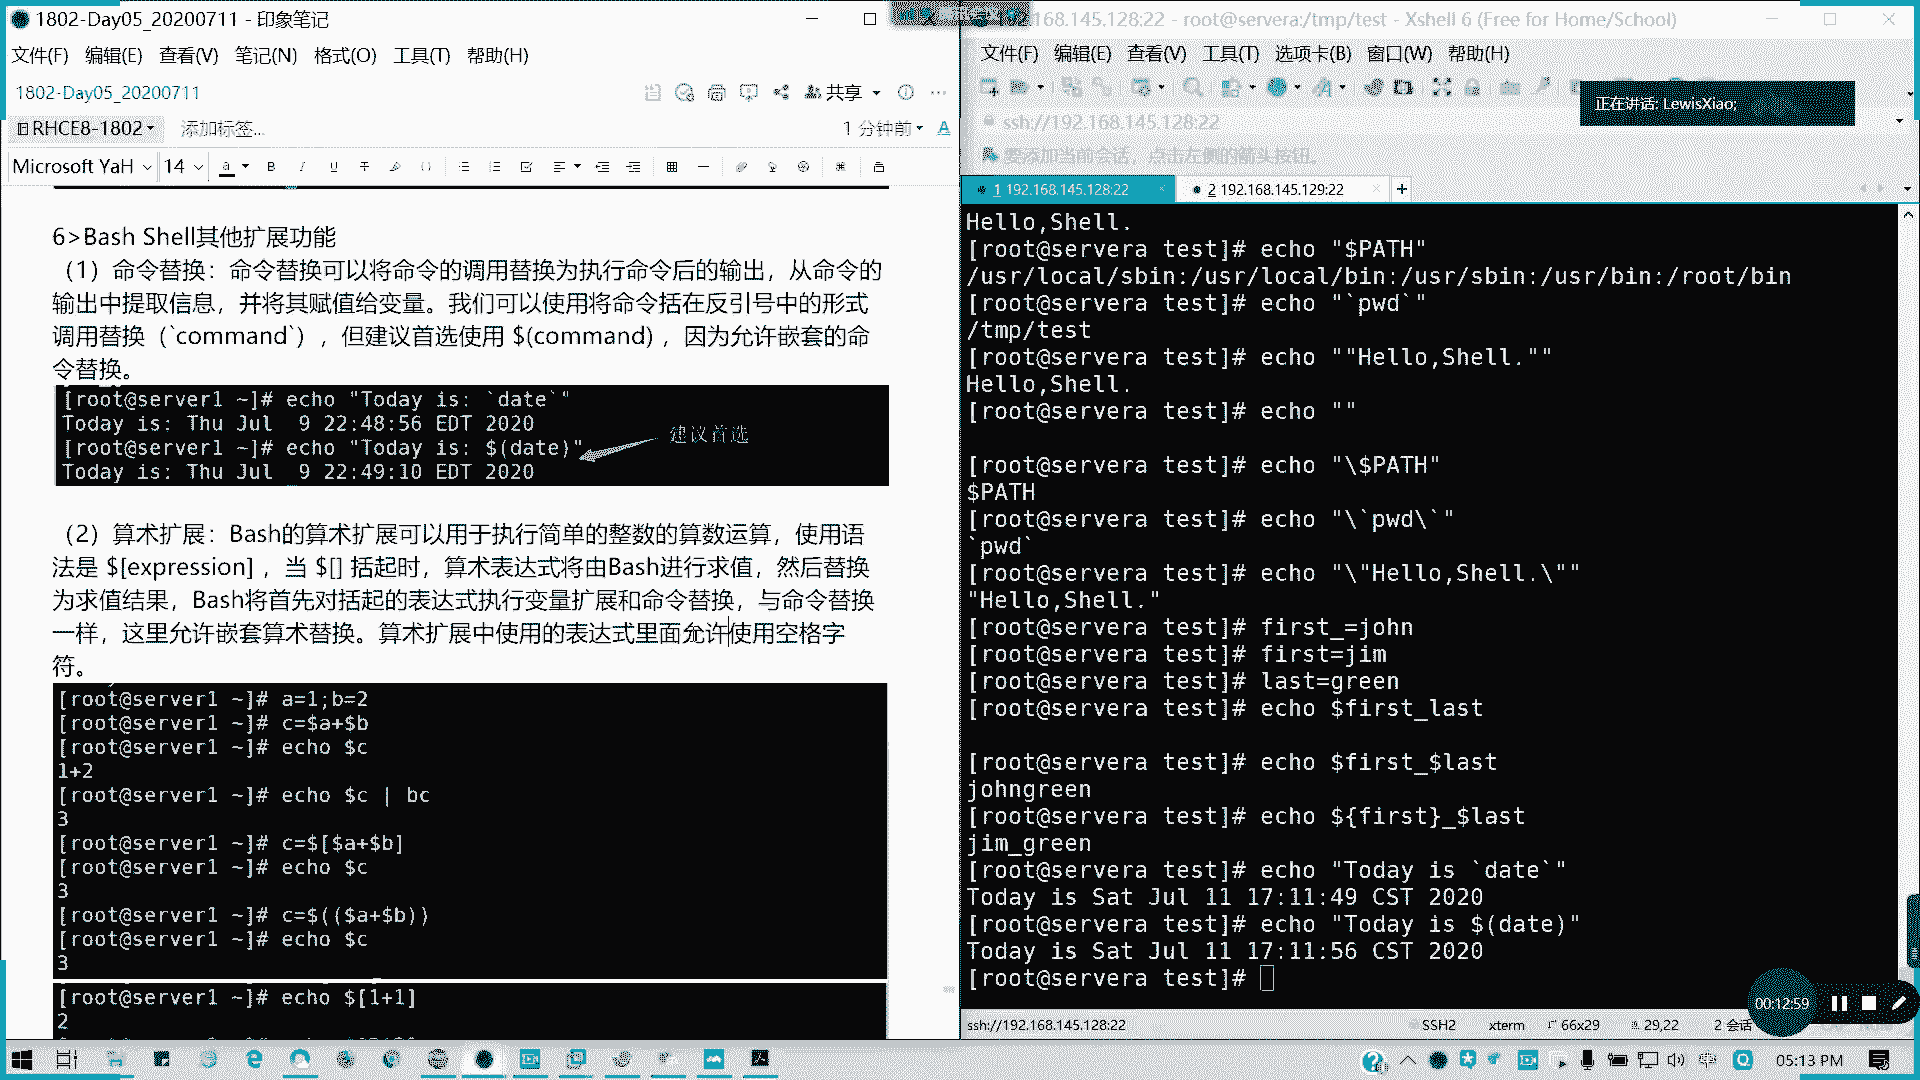 1802-Day05_20200711 - 印象笔记
文件(F) 编辑(E) 查看(V) 笔记(N) 格式(O) 工具(T) 帮助(H)
1802-Day05_20200711
共享
RHCE8-1802 添加标签...
1 分钟前
Microsoft YaH 14
6>Bash Shell其他扩展功能
（1）命令替换：命令替换可以将命令的调用替换为执行命令后的输出，从命令的
输出中提取信息，并将其赋值给变量。我们可以使用将命令括在反引号中的形式
调用替换（`command`），但建议首选使用 $(command) ，因为允许嵌套的命
令替换。
[root@server1 ~]# echo "Today is: `date`"
Today is: Thu Jul  9 22:48:56 EDT 2020
[root@server1 ~]# echo "Today is: $(date)"
建议首选
Today is: Thu Jul  9 22:49:10 EDT 2020
（2）算术扩展：Bash的算术扩展可以用于执行简单的整数的算数运算，使用语
法是 $[expression] ，当 $[] 括起时，算术表达式将由Bash进行求值，然后替换
为求值结果，Bash将首先对括起的表达式执行变量扩展和命令替换，与命令替换
一样，这里允许嵌套算术替换。算术扩展中使用的表达式里面允许使用空格字
符。
[root@server1 ~]# a=1;b=2
[root@server1 ~]# c=$a+$b
[root@server1 ~]# echo $c
1+2
[root@server1 ~]# echo $c | bc
3
[root@server1 ~]# c=$[$a+$b]
[root@server1 ~]# echo $c
3
[root@server1 ~]# c=$(($a+$b))
[root@server1 ~]# echo $c
3
[root@server1 ~]# echo $[1+1]
2
168.145.128:22 - root@servera:/tmp/test - Xshell 6 (Free for Home/School)
文件(F) 编辑(E) 查看(V) 工具(T) 选项卡(B) 窗口(W) 帮助(H)
正在讲话: LewisXiao;
ssh://192.168.145.128:22
要添加当前会话，点击左侧的箭头按钮。
1 192.168.145.128:22
2 192.168.145.129:22
Hello,Shell.
[root@servera test]# echo "$PATH"
/usr/local/sbin:/usr/local/bin:/usr/sbin:/usr/bin:/root/bin
[root@servera test]# echo "`pwd`"
/tmp/test
[root@servera test]# echo ""Hello,Shell.""
Hello,Shell.
[root@servera test]# echo ""
[root@servera test]# echo "\$PATH"
$PATH
[root@servera test]# echo "\`pwd\`"
`pwd`
[root@servera test]# echo "\"Hello,Shell.\""
"Hello,Shell."
[root@servera test]# first_=john
[root@servera test]# first=jim
[root@servera test]# last=green
[root@servera test]# echo $first_last
[root@servera test]# echo $first_$last
johngreen
[root@servera test]# echo ${first}_$last
jim_green
[root@servera test]# echo "Today is `date`"
Today is Sat Jul 11 17:11:49 CST 2020
[root@servera test]# echo "Today is $(date)"
Today is Sat Jul 11 17:11:56 CST 2020
[root@servera test]#
00:12:59
ssh://192.168.145.128:22
SSH2 xterm 66x29 29,22 2 会话
05:13 PM